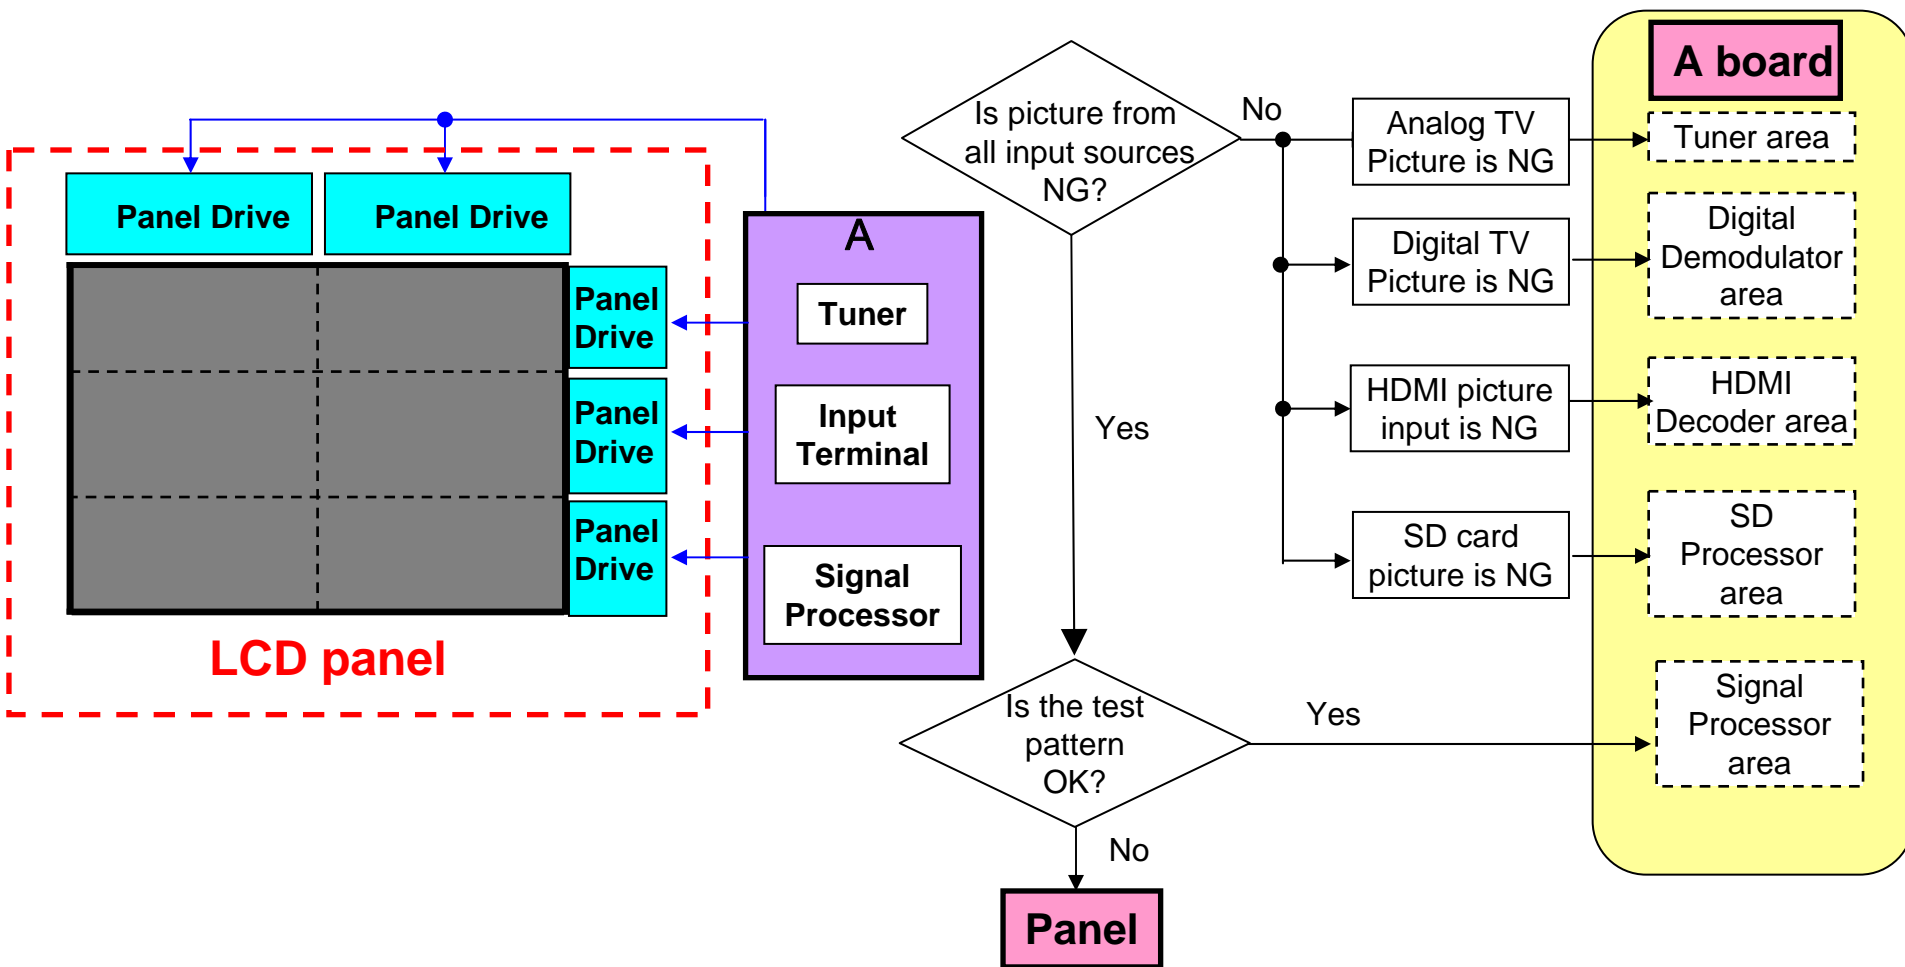 Panel Drive
Panel Drive
Panel
Drive
Panel
Drive
Panel
Drive
LCD panel
A
Tuner
Input
Terminal
Signal
Processor
Is picture from
all input sources
NG?
No
Yes
Analog TV
Picture is NG
Digital TV
Picture is NG
HDMI picture
input is NG
SD card
picture is NG
A board
Tuner area
Digital
Demodulator
area
HDMI
Decoder area
SD
Processor
area
Signal
Processor
area
Is the test
pattern
OK?
Yes
No
Panel